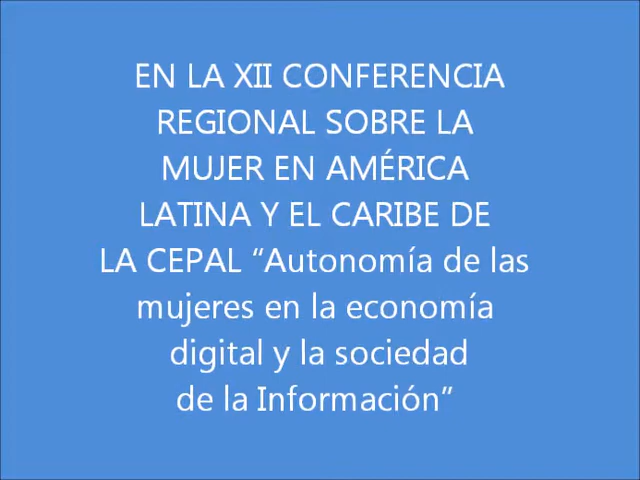 EN LA XII CONFERENCIA
REGIONAL SOBRE LA
MUJER EN AMÉRICA
LATINA Y EL CARIBE DE
LA CEPAL “Autonomía de las
mujeres en la economía
digital y la sociedad
de la Información”